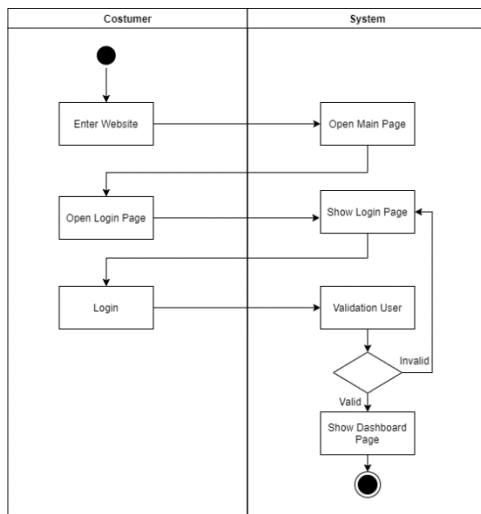 Costumer
System
Enter Website
Open Main Page
Open Login Page
Show Login Page
Login
Validation User
Invalid
Valid
Show Dashboard
Page